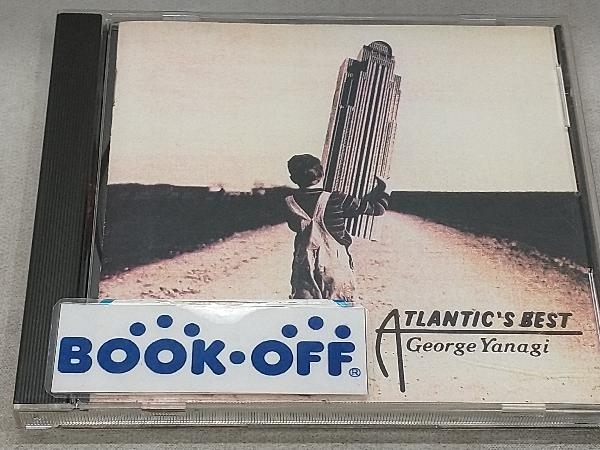 ATLANTIC'S BEST
George Yanagi
BOOK·OFF®